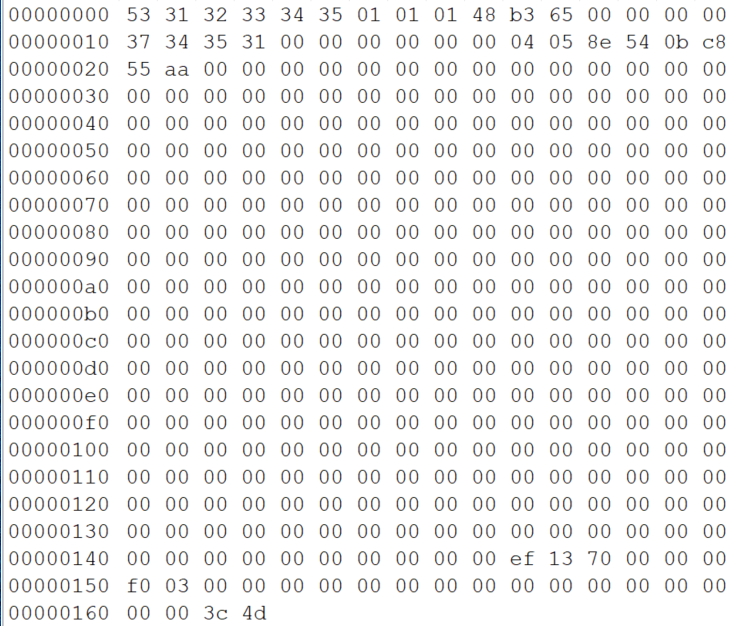 00000000 53 31 32 33 34 35 01 01 01 48 b3 65 00 00 00 00
00000010 37 34 35 31 00 00 00 00 00 00 04 05 8e 54 0b c8
00000020 55 aa 00 00 00 00 00 00 00 00 00 00 00 00 00 00
00000030 00 00 00 00 00 00 00 00 00 00 00 00 00 00 00 00
00000040 00 00 00 00 00 00 00 00 00 00 00 00 00 00 00 00
00000050 00 00 00 00 00 00 00 00 00 00 00 00 00 00 00 00
00000060 00 00 00 00 00 00 00 00 00 00 00 00 00 00 00 00
00000070 00 00 00 00 00 00 00 00 00 00 00 00 00 00 00 00
00000080 00 00 00 00 00 00 00 00 00 00 00 00 00 00 00 00
00000090 00 00 00 00 00 00 00 00 00 00 00 00 00 00 00 00
000000a0 00 00 00 00 00 00 00 00 00 00 00 00 00 00 00 00
000000b0 00 00 00 00 00 00 00 00 00 00 00 00 00 00 00 00
000000c0 00 00 00 00 00 00 00 00 00 00 00 00 00 00 00 00
000000d0 00 00 00 00 00 00 00 00 00 00 00 00 00 00 00 00
000000e0 00 00 00 00 00 00 00 00 00 00 00 00 00 00 00 00
000000f0 00 00 00 00 00 00 00 00 00 00 00 00 00 00 00 00
00000100 00 00 00 00 00 00 00 00 00 00 00 00 00 00 00 00
00000110 00 00 00 00 00 00 00 00 00 00 00 00 00 00 00 00
00000120 00 00 00 00 00 00 00 00 00 00 00 00 00 00 00 00
00000130 00 00 00 00 00 00 00 00 00 00 00 00 00 00 00 00
00000140 00 00 00 00 00 00 00 00 00 00 ef 13 70 00 00 00
00000150 f0 03 00 00 00 00 00 00 00 00 00 00 00 00 00 00
00000160 00 00 3c 4d